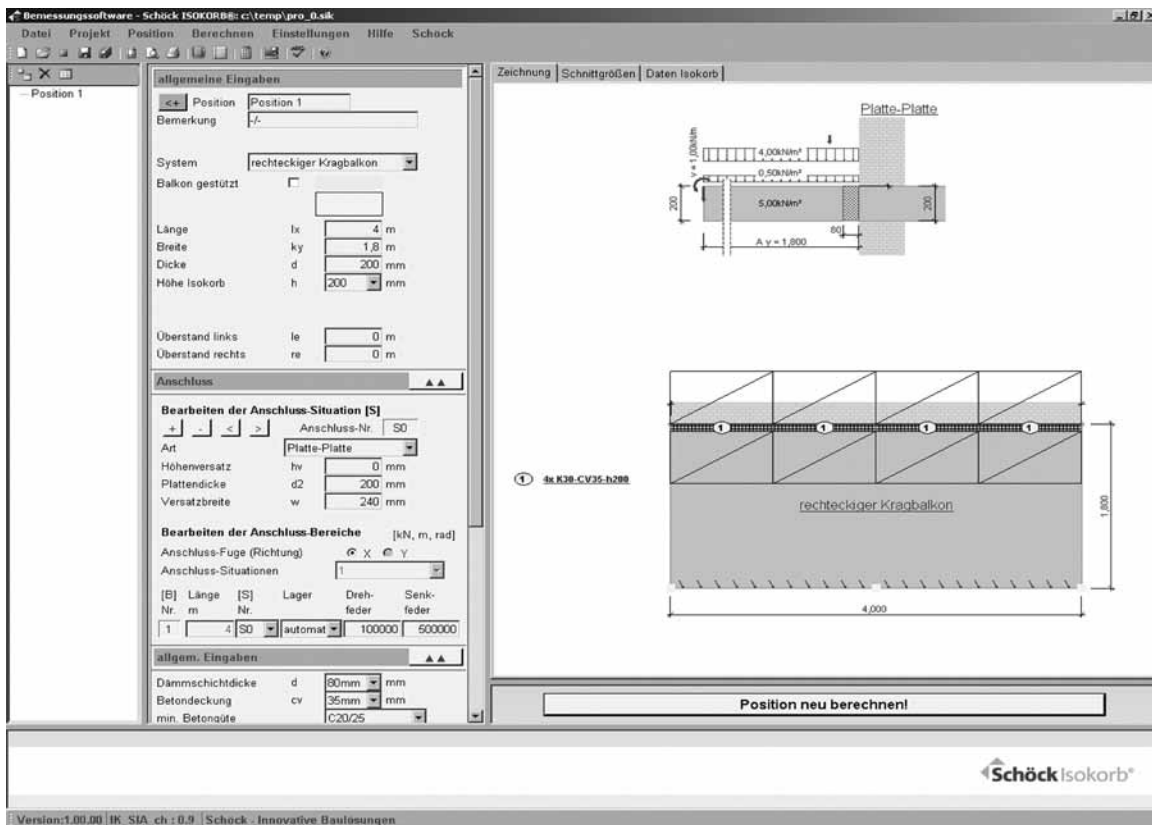 Bemessungssoftware - Schöck ISOKORB®: c:\temp\pro_0.sik
Datei Projekt Position Berechnen Einstellungen Hilfe Schöck
Position 1
allgemeine Eingaben
<+ Position Position 1
Bemerkung -/-
System rechteckiger Kragbalkon
Balkon gestützt
Länge lx 4 m
Breite ky 1,8 m
Dicke d 200 mm
Höhe Isokorb h 200 mm
Überstand links le 0 m
Überstand rechts re 0 m
Anschluss
Bearbeiten der Anschluss-Situation [S]
+ - < > Anschluss-Nr. S0
Art Platte-Platte
Höhenversatz hv 0 mm
Plattendicke d2 200 mm
Versatzbreite w 240 mm
Bearbeiten der Anschluss-Bereiche [kN, m, rad]
Anschluss-Fuge (Richtung) X Y
Anschluss-Situationen 1
[B] Länge [S] Lager Dreh- Senk-
Nr. m Nr. feder feder
1 4 S0 automat 100000 500000
allgem. Eingaben
Dämmschichtdicke d 80mm mm
Betondeckung cv 35mm mm
min. Betongüte C20/25
Zeichnung Schnittgrößen Daten Isokorb
Platte-Platte
v = 1,00kN/m
4,00kN/m²
0,50kN/m²
5,00kN/m²
200
200
80
A y = 1,800
1 1 1 1
1 4x K30-CV35-h200
rechteckiger Kragbalkon
1,800
4,000
Position neu berechnen!
Schöck Isokorb®
Version:1.00.00 IK_SIA_ch : 0.9 Schöck - Innovative Baulösungen